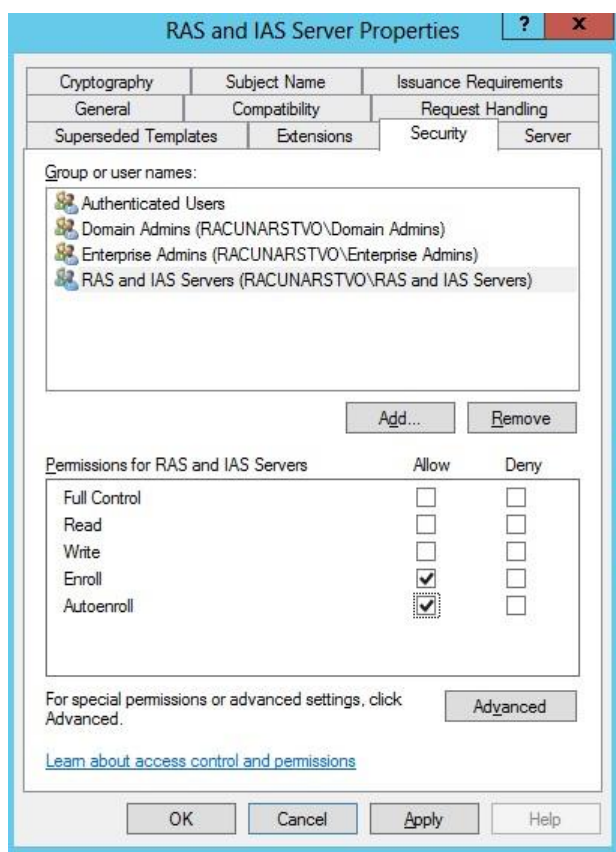 RAS and IAS Server Properties
? x
Cryptography Subject Name Issuance Requirements
General Compatibility Request Handling
Superseded Templates Extensions Security Server
Group or user names:
Authenticated Users
Domain Admins (RACUNARSTVO\Domain Admins)
Enterprise Admins (RACUNARSTVO\Enterprise Admins)
RAS and IAS Servers (RACUNARSTVO\RAS and IAS Servers)
Add... Remove
Permissions for RAS and IAS Servers Allow Deny
Full Control
Read
Write
Enroll
Autoenroll
For special permissions or advanced settings, click
Advanced.
Advanced
Learn about access control and permissions
OK Cancel Apply Help